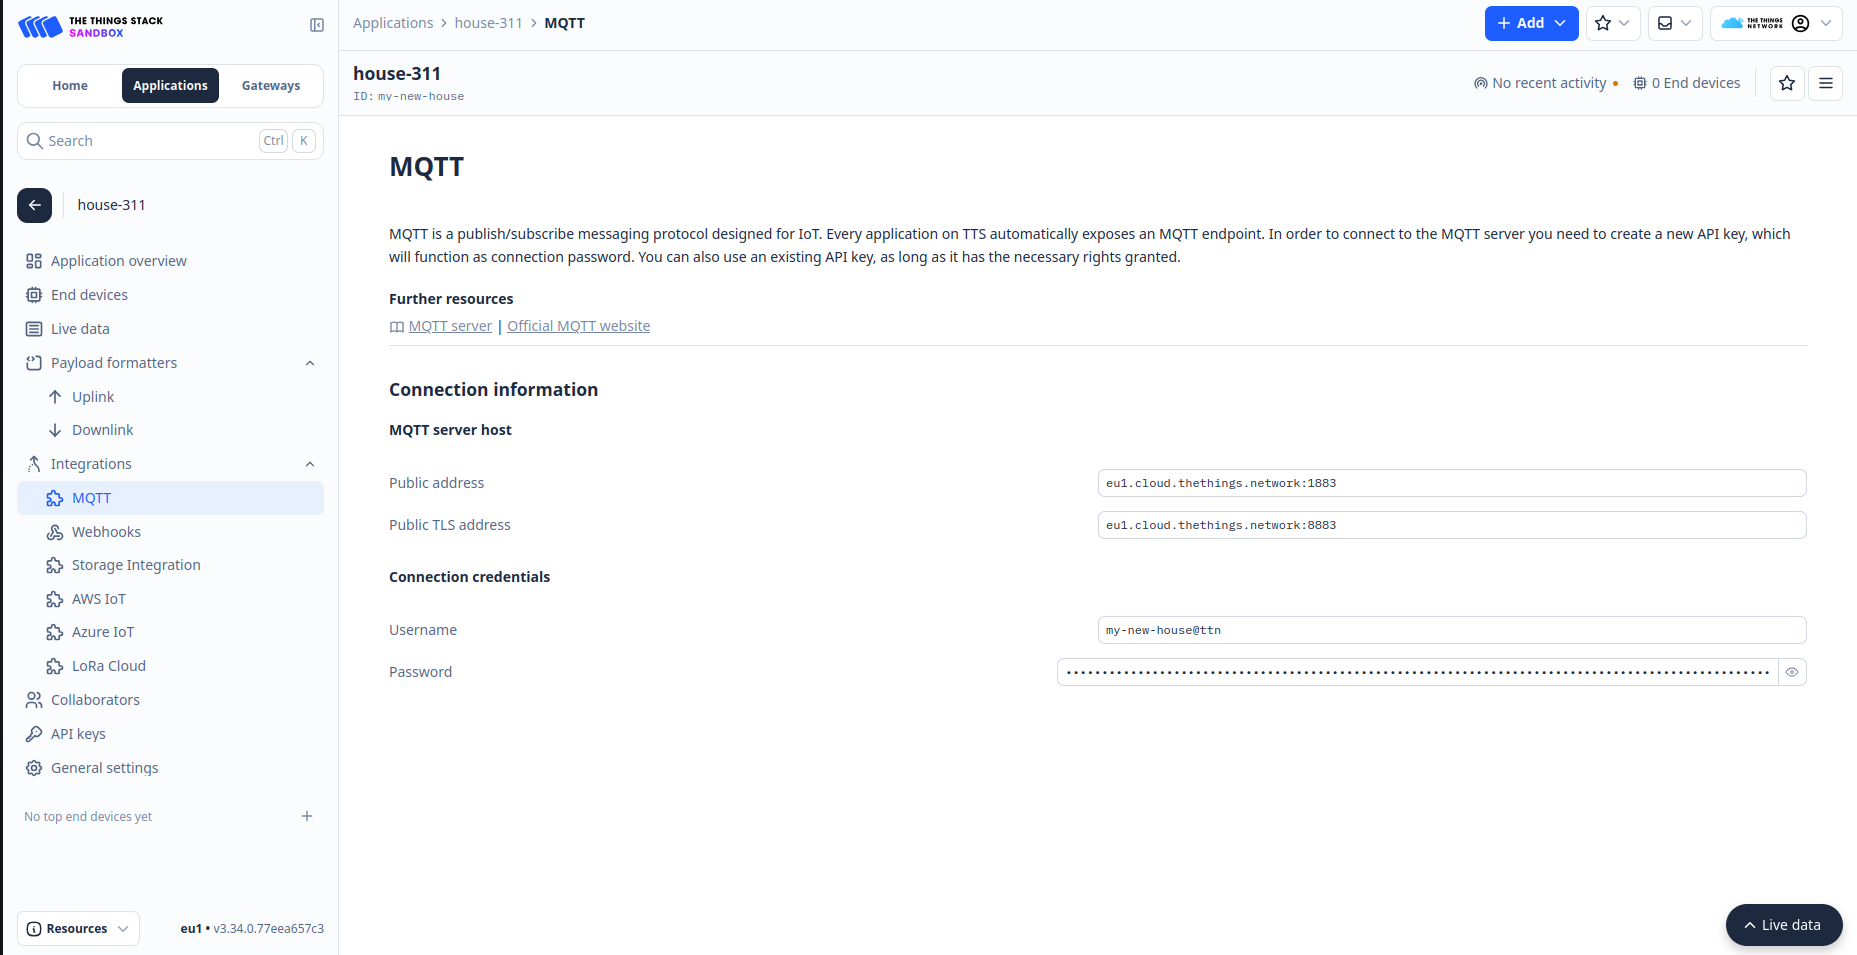 THE THINGS STACK
SANDBOX
Home
Applications
Gateways
Search
Ctrl
K
house-311
Application overview
End devices
Live data
Payload formatters
Uplink
Downlink
Integrations
MQTT
Webhooks
Storage Integration
AWS IoT
Azure IoT
LoRa Cloud
Collaborators
API keys
General settings
No top end devices yet
Resources
eu1 • v3.34.0.77eea657c3
Applications > house-311 > MQTT
Add
THE THINGS
NETWORK
house-311
ID: my-new-house
No recent activity
0 End devices
MQTT
MQTT is a publish/subscribe messaging protocol designed for IoT. Every application on TTS automatically exposes an MQTT endpoint. In order to connect to the MQTT server you need to create a new API key, which
will function as connection password. You can also use an existing API key, as long as it has the necessary rights granted.
Further resources
MQTT server | Official MQTT website
Connection information
MQTT server host
Public address
eu1.cloud.thethings.network:1883
Public TLS address
eu1.cloud.thethings.network:8883
Connection credentials
Username
my-new-house@ttn
Password
Live data